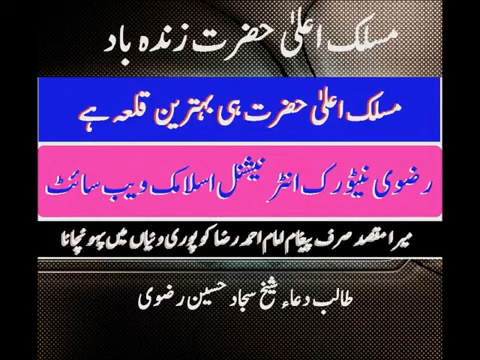 مسلک اعلیٰ حضرت زندہ باد
مسلک اعلیٰ حضرت ہی بہترین قلعہ ہے
رضوی نیٹورک انٹرنیشنل اسلامک ویب سائٹ
میرا مقصد صرف پیغام امام احمد رضا کو پوری دنیاں میں پہونچانا
طالب دعاء شیخ سجاد حسین رضوی